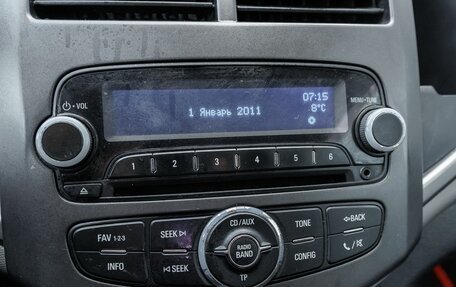 07:15
⏻ • VOL
1 Январь 2011
8°C
MENU•TUNE
1 2 3 4 5 6
CD/AUX
FAV 1-2-3
SEEK
TONE
BACK
RADIO
BAND
INFO
SEEK
CONFIG
TP